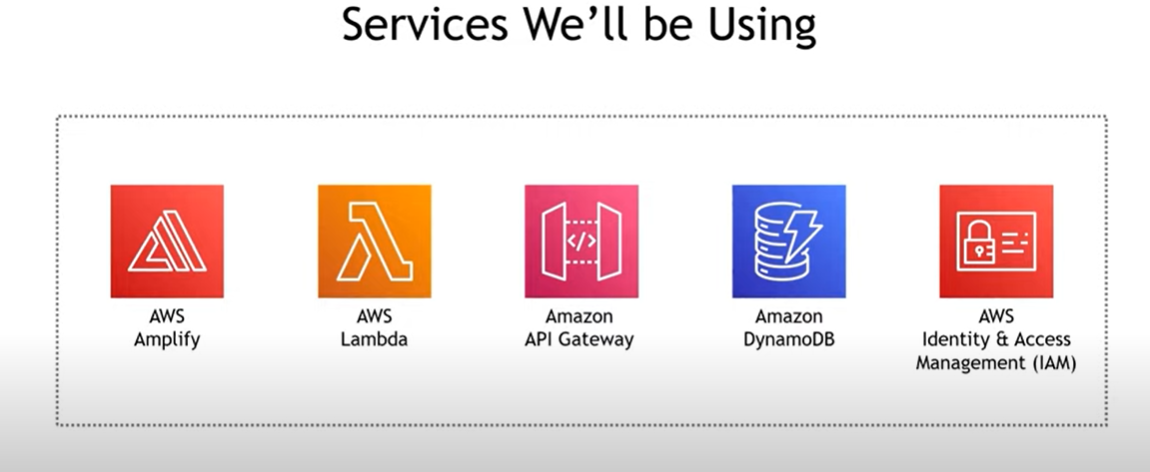 Services We’ll be Using
AWS
Amplify
AWS
Lambda
</>
Amazon
API Gateway
Amazon
DynamoDB
AWS
Identity & Access
Management (IAM)